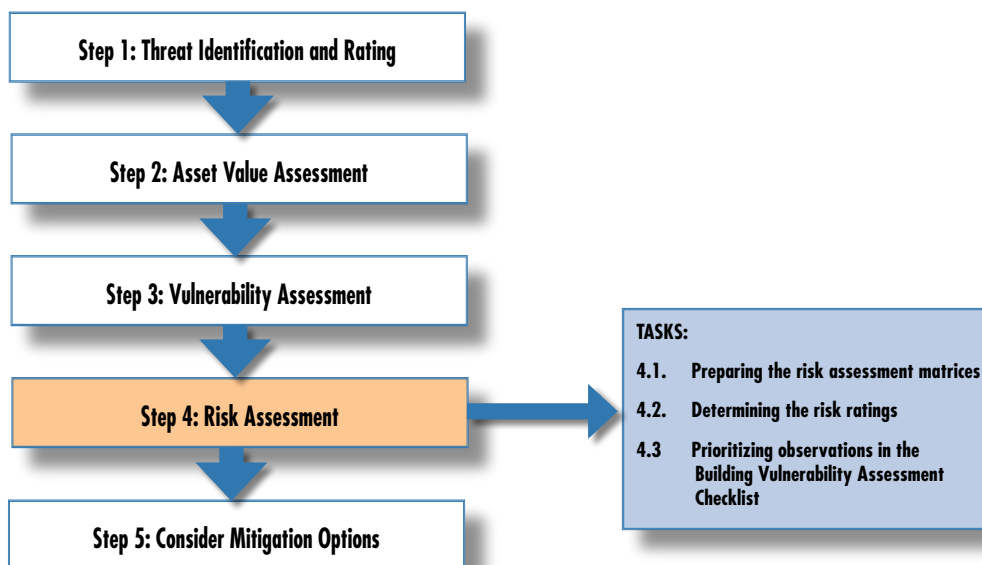 Step 1: Threat Identification and Rating
Step 2: Asset Value Assessment
Step 3: Vulnerability Assessment
Step 4: Risk Assessment
Step 5: Consider Mitigation Options
TASKS:
4.1. Preparing the risk assessment matrices
4.2. Determining the risk ratings
4.3 Prioritizing observations in the
Building Vulnerability Assessment
Checklist